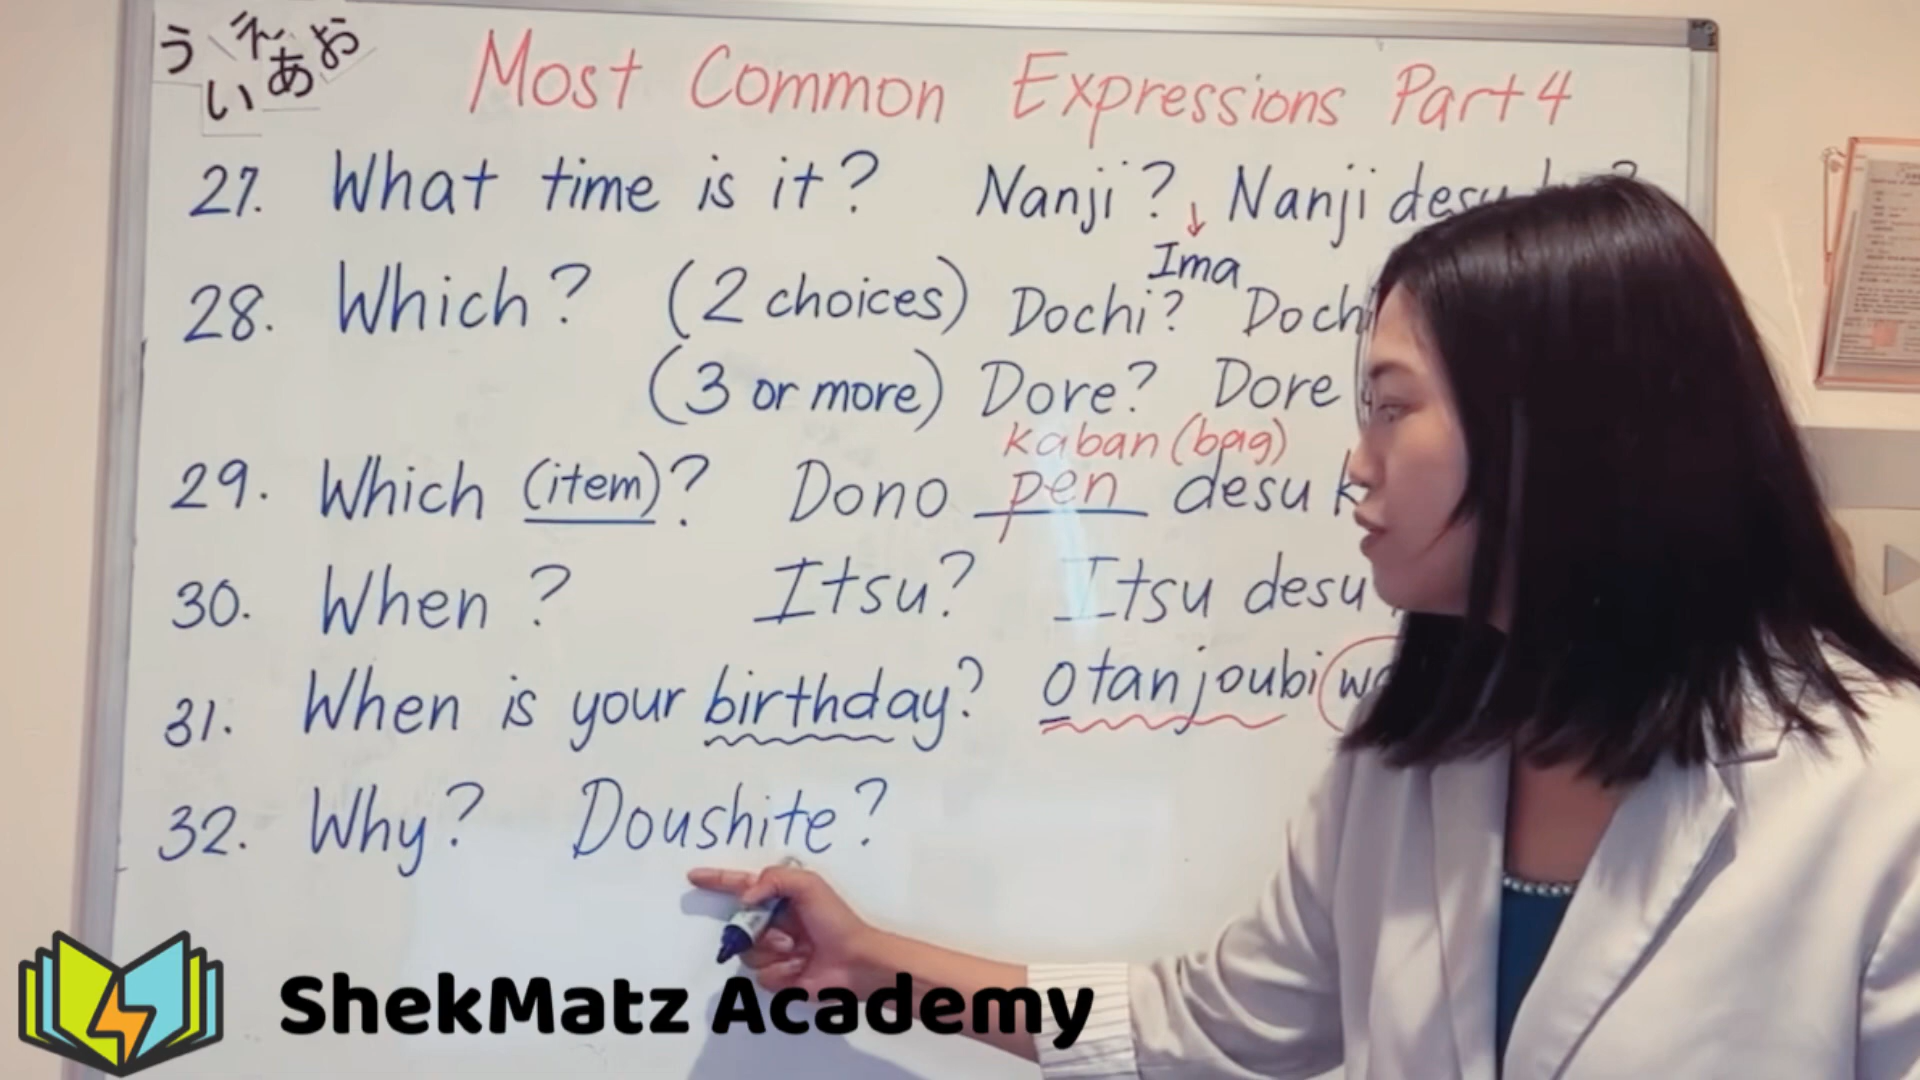 う え お
い あ
Most Common Expressions Part 4
27. What time is it? Nanji? Nanji desu
Ima
28. Which? (2 choices) Dochi? Dochi
(3 or more) Dore? Dore
kaban (bag)
29. Which (item)? Dono pen desu k
30. When? Itsu? Itsu desu
31. When is your birthday? otanjoubi
32. Why? Doushite?
ShekMatz Academy